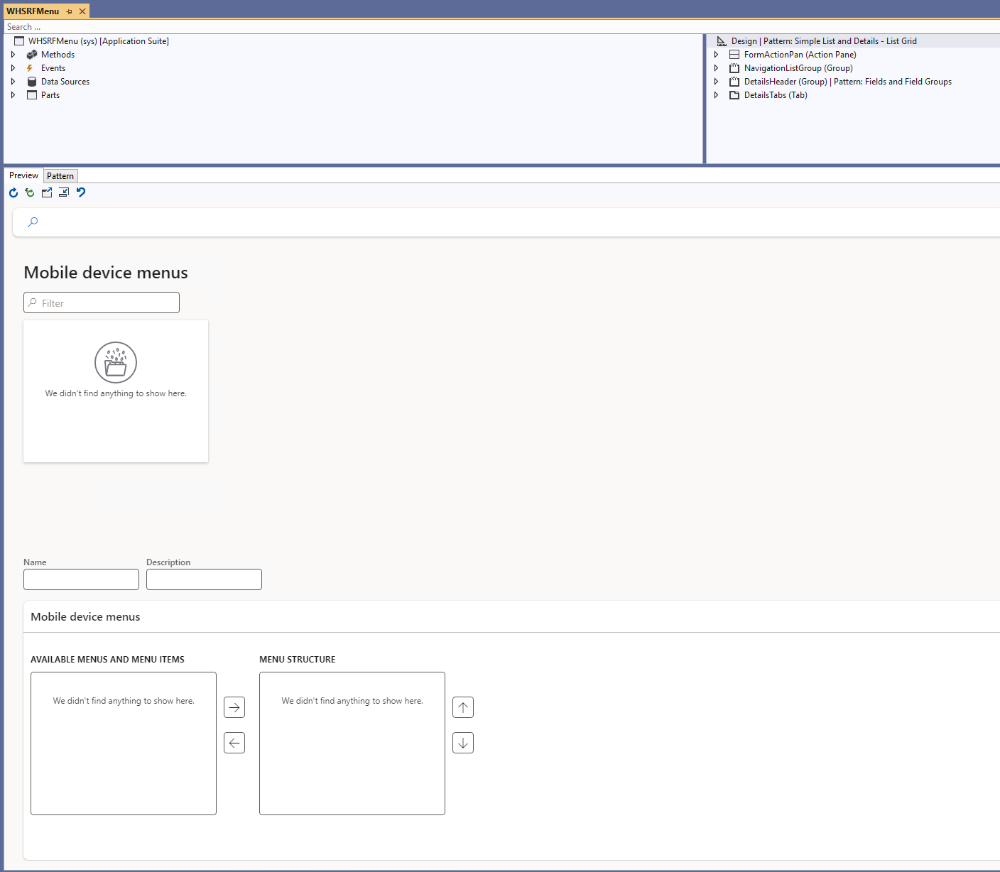 WHSRFMenu
Search ...
WHSRFMenu (sys) [Application Suite]
Methods
Events
Data Sources
Parts
Design | Pattern: Simple List and Details - List Grid
FormActionPan (Action Pane)
NavigationListGroup (Group)
DetailsHeader (Group) | Pattern: Fields and Field Groups
DetailsTabs (Tab)
Preview Pattern
Mobile device menus
Filter
We didn't find anything to show here.
Name Description
Mobile device menus
AVAILABLE MENUS AND MENU ITEMS MENU STRUCTURE
We didn't find anything to show here. We didn't find anything to show here.